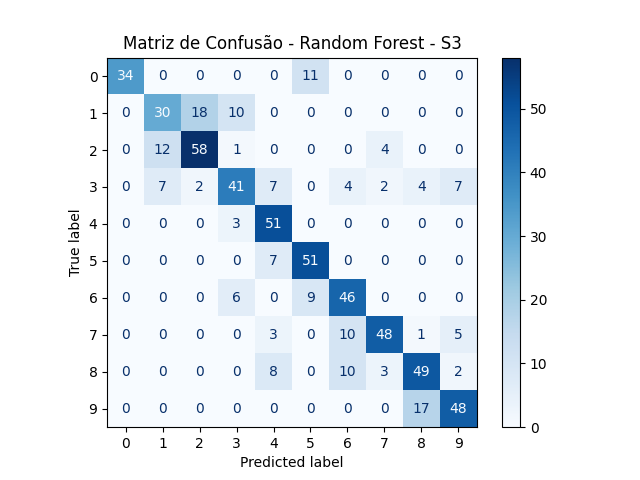 Matriz de Confusão - Random Forest - S3
0 34 0 0 0 0 11 0 0 0 0
1 0 30 18 10 0 0 0 0 0 0
2 0 12 58 1 0 0 0 4 0 0
3 0 7 2 41 7 0 4 2 4 7
4 0 0 0 3 51 0 0 0 0 0
5 0 0 0 0 7 51 0 0 0 0
6 0 0 0 6 0 9 46 0 0 0
7 0 0 0 0 3 0 10 48 1 5
8 0 0 0 0 8 0 10 3 49 2
9 0 0 0 0 0 0 0 0 17 48
0 1 2 3 4 5 6 7 8 9
Predicted label
True label
50
40
30
20
10
0